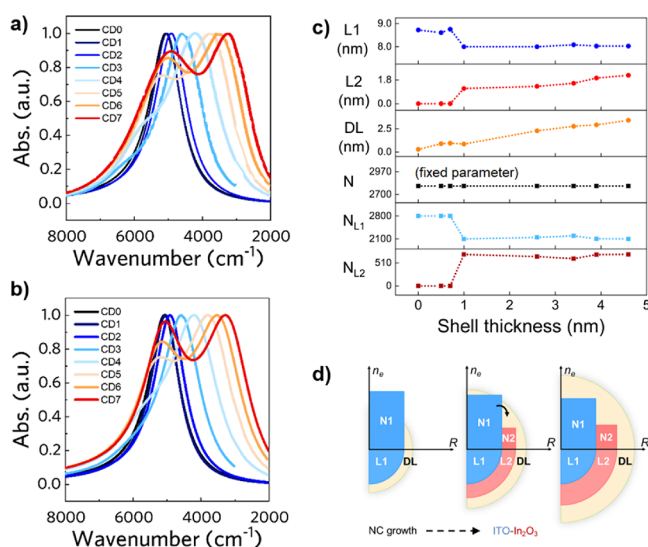 a)
Abs. (a.u.)
1.0
0.8
0.6
0.4
0.2
0.0
CD0
CD1
CD2
CD3
CD4
CD5
CD6
CD7
8000 6000 4000 2000
Wavenumber (cm⁻¹)
b)
Abs. (a.u.)
1.0
0.8
0.6
0.4
0.2
0.0
CD0
CD1
CD2
CD3
CD4
CD5
CD6
CD7
8000 6000 4000 2000
Wavenumber (cm⁻¹)
c)
L1
(nm)
9.0
8.0
L2
(nm)
1.8
0.0
DL
(nm)
2.5
0.0
N
2970
2700
(fixed parameter)
N_L1
2800
2100
N_L2
510
0
0 1 2 3 4 5
Shell thickness (nm)
d)
n_e n_e n_e
N1 N1 N2 N1 N2
R R R
L1 DL L1 L2 DL L1 L2 DL
NC growth ITO-In₂O₃